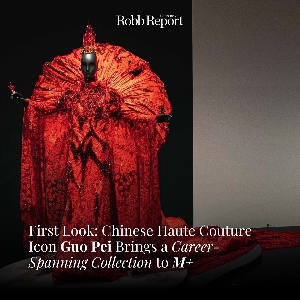 Robb Report
First Look: Chinese Haute Couture
Icon Guo Pei Brings a Career-
Spanning Collection to M+